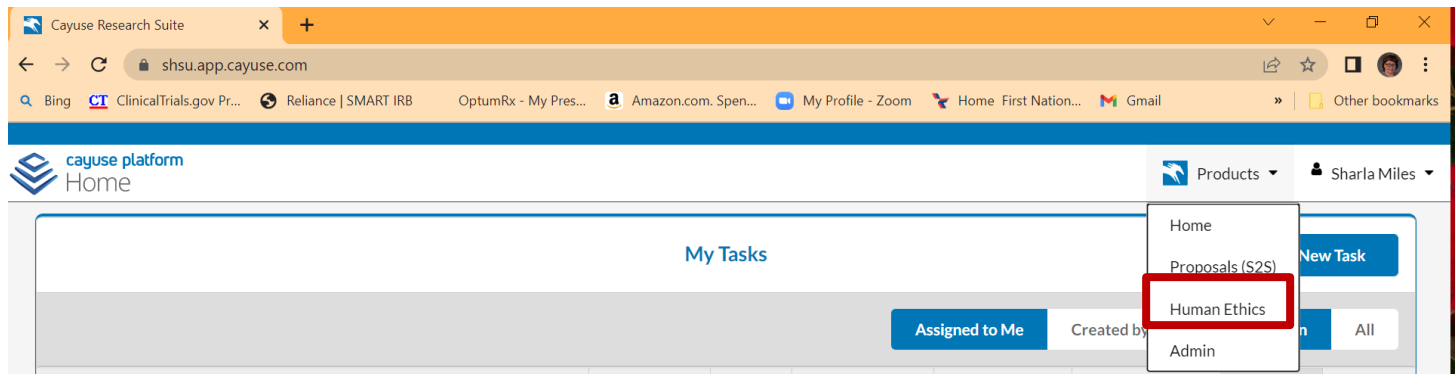 Cayuse Research Suite
shsu.app.cayuse.com
Bing CT ClinicalTrials.gov Pr... Reliance | SMART IRB OptumRx - My Pres... a Amazon.com. Spen... My Profile - Zoom Home First Nation... Gmail » Other bookmarks
cayuse platform
Home
Products Sharla Miles
Home
My Tasks New Task
Proposals (S2S)
Human Ethics
Assigned to Me Created by n All
Admin